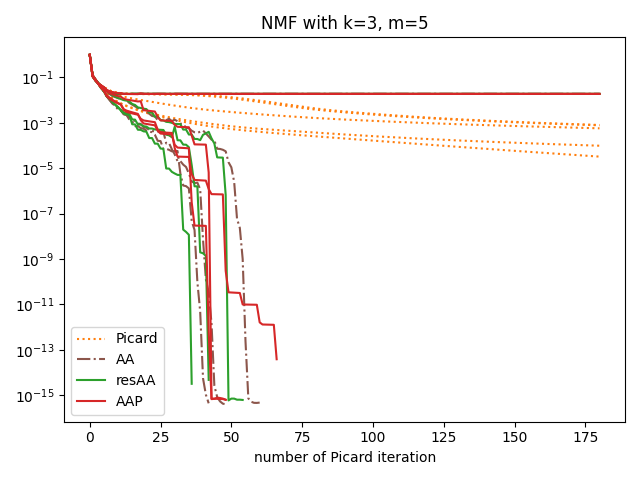 NMF with k=3, m=5
10⁻¹
10⁻³
10⁻⁵
10⁻⁷
10⁻⁹
10⁻¹¹
10⁻¹³
10⁻¹⁵
Picard
AA
resAA
AAP
0 25 50 75 100 125 150 175
number of Picard iteration